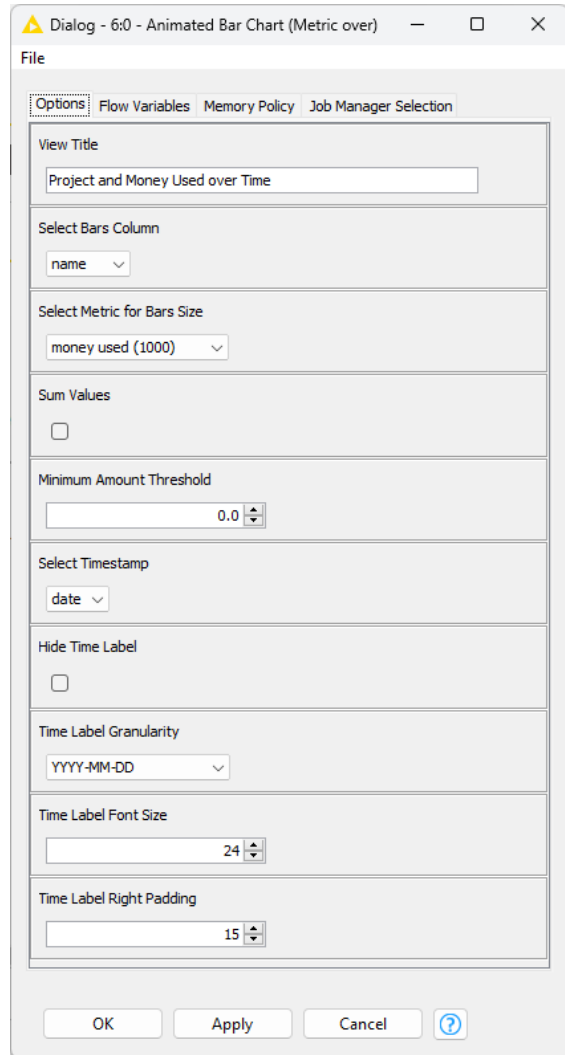 Dialog - 6:0 - Animated Bar Chart (Metric over)
File
Options Flow Variables Memory Policy Job Manager Selection
View Title
Project and Money Used over Time
Select Bars Column
name
Select Metric for Bars Size
money used (1000)
Sum Values
Minimum Amount Threshold
0.0
Select Timestamp
date
Hide Time Label
Time Label Granularity
YYYY-MM-DD
Time Label Font Size
24
Time Label Right Padding
15
OK Apply Cancel ?